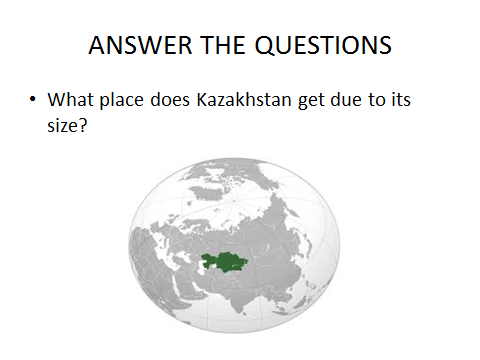 ANSWER THE QUESTIONS
• What place does Kazakhstan get due to its
size?